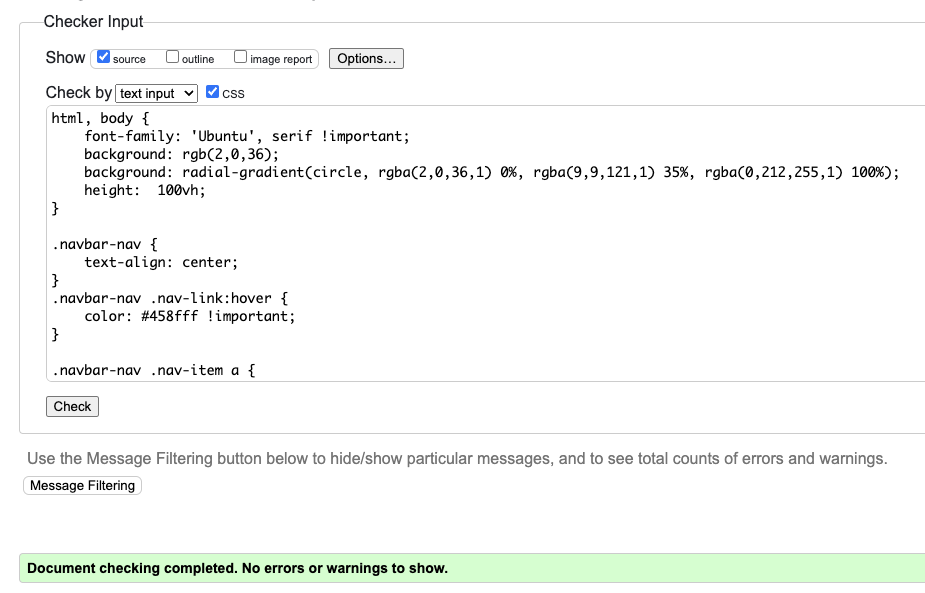 Checker Input
Show source outline image report Options...
Check by text input CSS
html, body {
    font-family: 'Ubuntu', serif !important;
    background: rgb(2,0,36);
    background: radial-gradient(circle, rgba(2,0,36,1) 0%, rgba(9,9,121,1) 35%, rgba(0,212,255,1) 100%);
    height:  100vh;
}
.navbar-nav {
    text-align: center;
}
.navbar-nav .nav-link:hover {
    color: #458fff !important;
}
.navbar-nav .nav-item a {
Check
Use the Message Filtering button below to hide/show particular messages, and to see total counts of errors and warnings.
Message Filtering
Document checking completed. No errors or warnings to show.